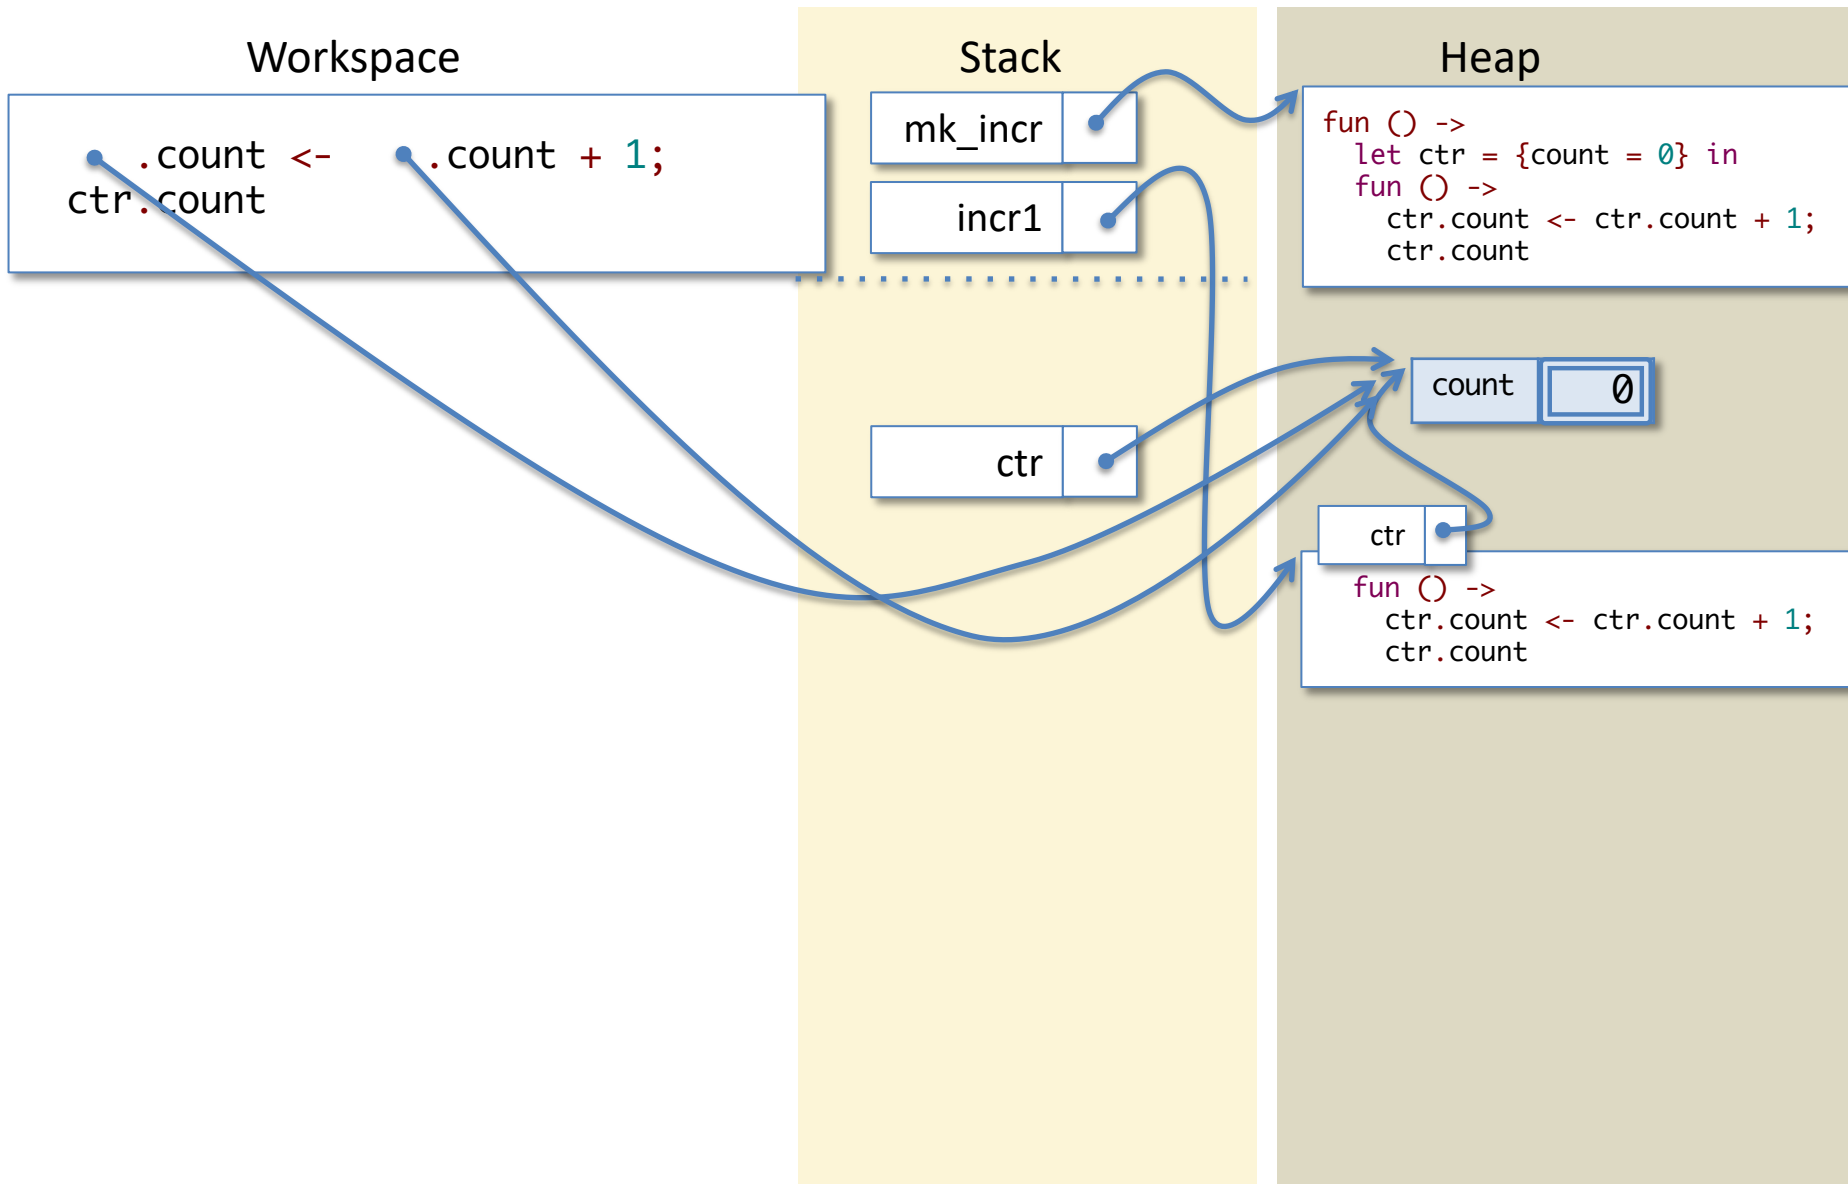 Workspace
.count <- .count + 1;
ctr.count
Stack
mk_incr
incr1
ctr
Heap
fun () ->
let ctr = {count = 0} in
fun () ->
ctr.count <- ctr.count + 1;
ctr.count
count 0
ctr
fun () ->
ctr.count <- ctr.count + 1;
ctr.count